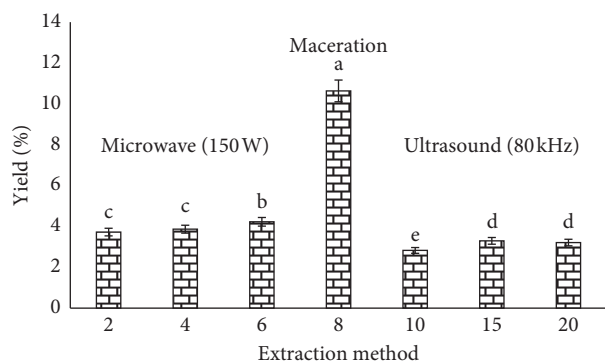 14
12
10
8
6
4
2
0
Yield (%)
Maceration
a
Microwave (150 W)
Ultrasound (80 kHz)
c
c
b
e
d
d
2 4 6 8 10 15 20
Extraction method